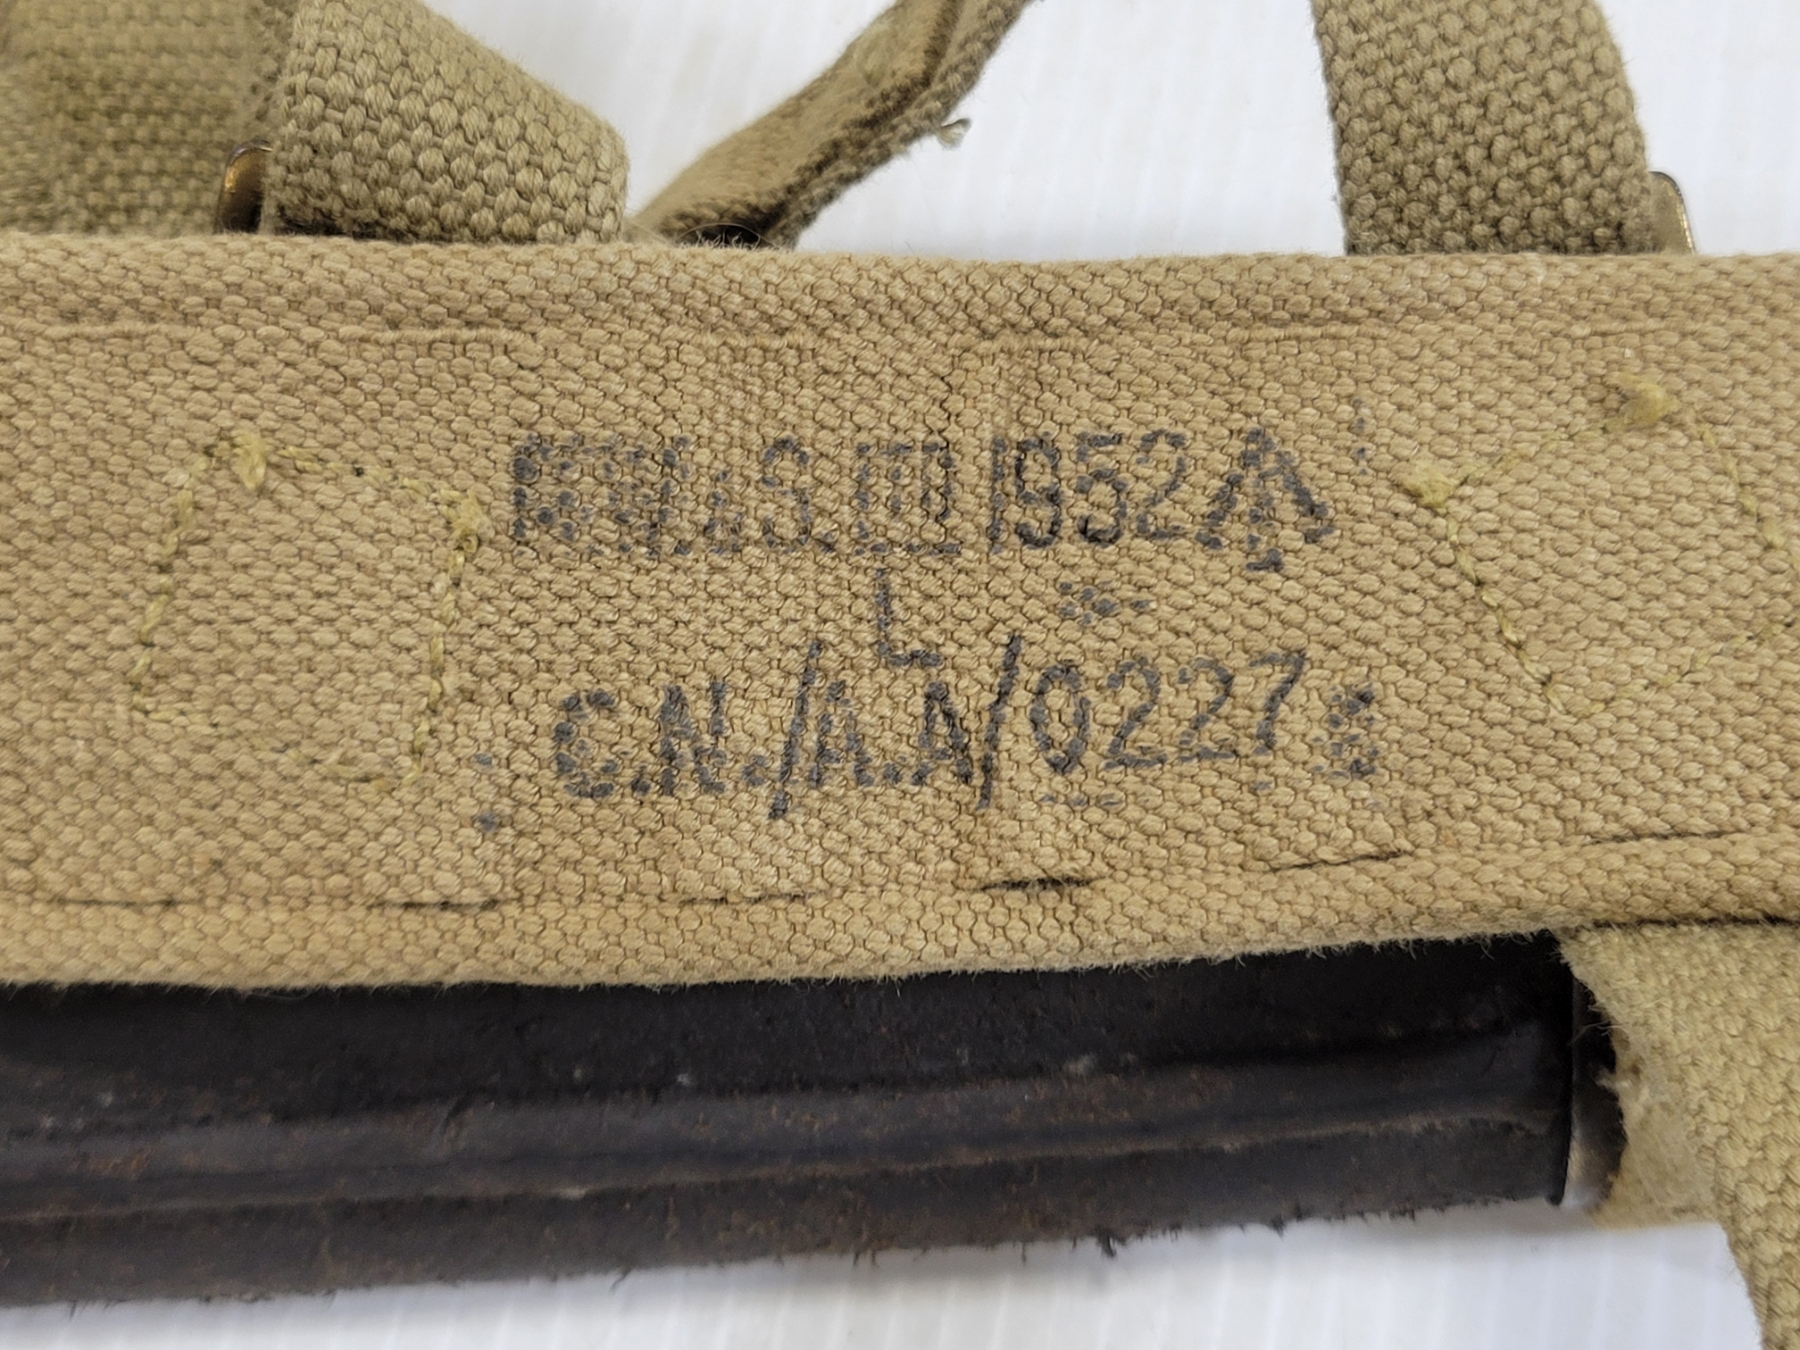 S. LTD 1952
L
C.N./A.A/0227